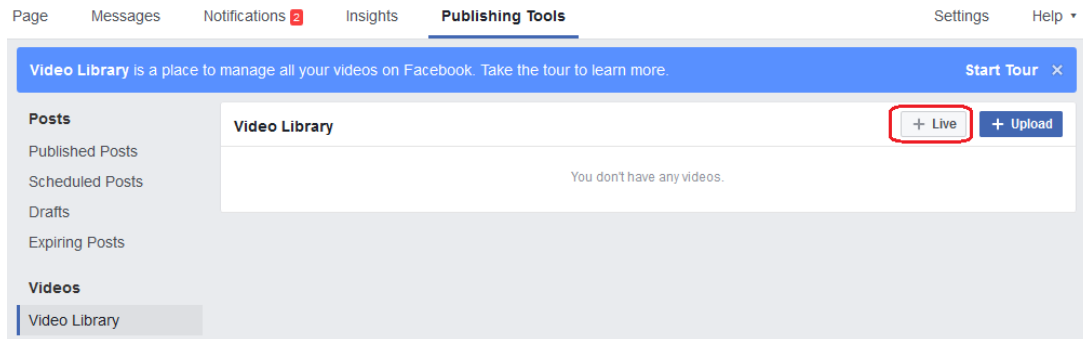 Page Messages Notifications 2 Insights Publishing Tools Settings Help
Video Library is a place to manage all your videos on Facebook. Take the tour to learn more. Start Tour ×
Posts
Published Posts
Scheduled Posts
Drafts
Expiring Posts
Videos
Video Library
Video Library + Live + Upload
You don't have any videos.